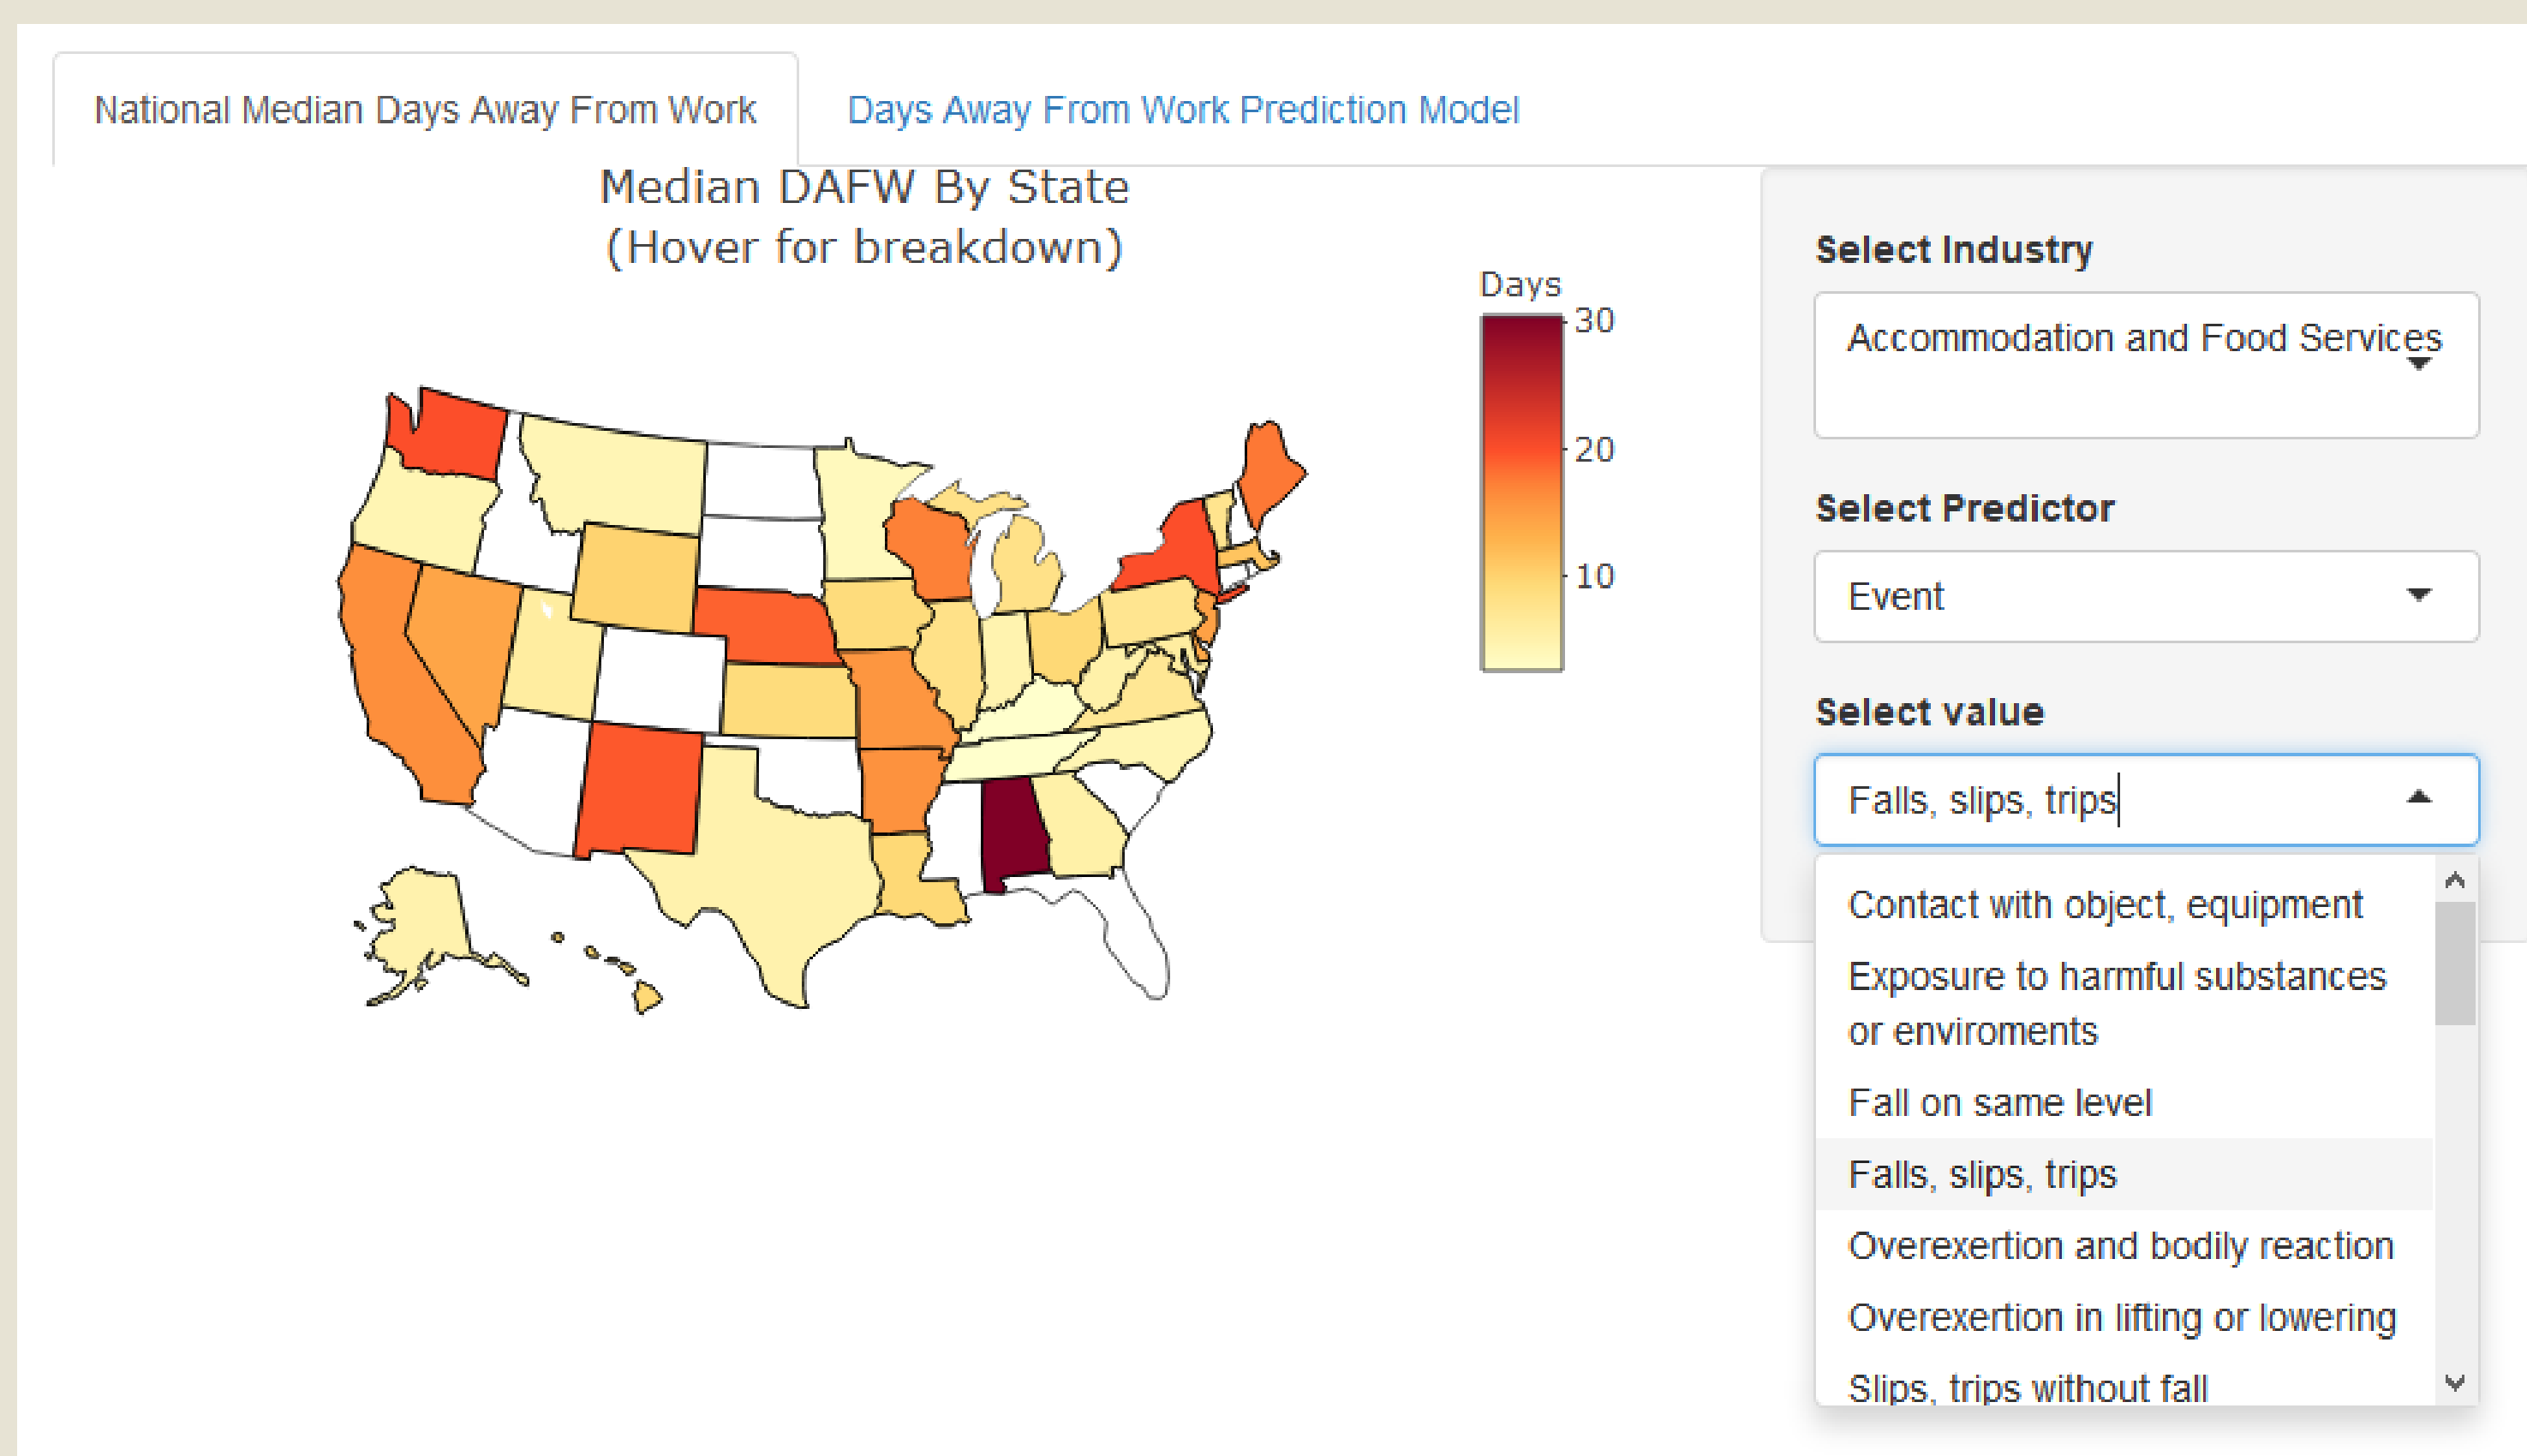 National Median Days Away From Work
Days Away From Work Prediction Model
Median DAFW By State
(Hover for breakdown)
Days
30
20
10
Select Industry
Accommodation and Food Services
Select Predictor
Event
Select value
Falls, slips, trips
Contact with object, equipment
Exposure to harmful substances
or enviroments
Fall on same level
Falls, slips, trips
Overexertion and bodily reaction
Overexertion in lifting or lowering
Slips, trips without fall